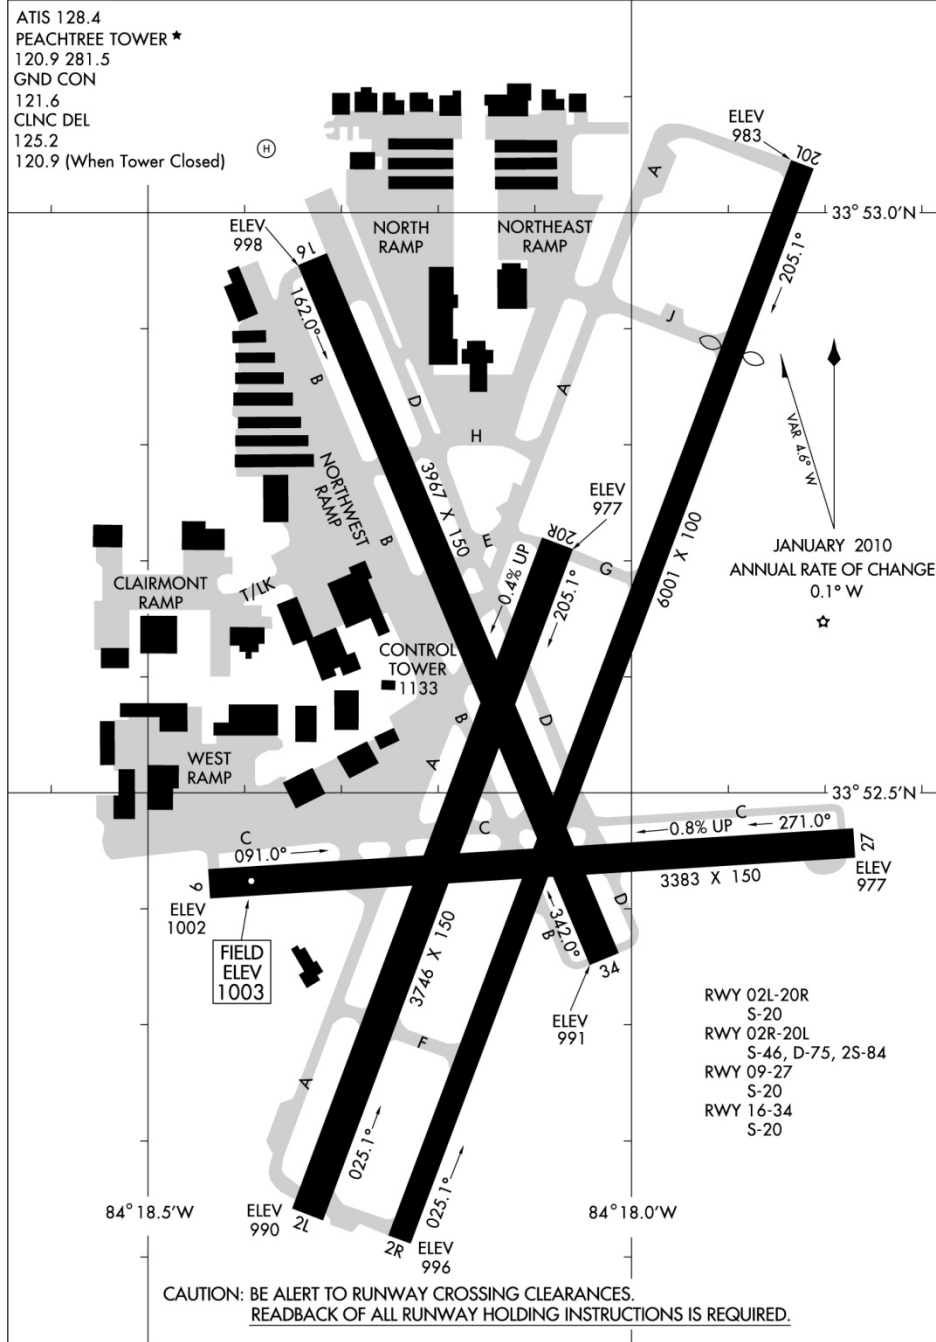 ATIS 128.4
PEACHTREE TOWER
120.9 281.5
GND CON
121.6
CLNC DEL
125.2
120.9 (When Tower Closed)
H
ELEV
983
20L
A
33°53.0'N
ELEV
998
16
NORTH
RAMP
NORTHEAST
RAMP
205.1°
162.0°
J
B
D
A
VAR 4.6° W
H
NORTHWEST
RAMP
3967 X 150
ELEV
977
20R
B
E
0.4% UP
G
205.1°
6001 X 100
JANUARY 2010
ANNUAL RATE OF CHANGE
0.1° W
CLAIRMONT
RAMP
T/LK
CONTROL
TOWER
1133
B
D
A
WEST
RAMP
33°52.5'N
C
091.0°
C
0.8% UP
C
271.0°
27
9
ELEV
1002
3383 X 150
ELEV
977
FIELD
ELEV
1003
3746 X 150
342.0°
B
D
34
ELEV
991
RWY 02L-20R
S-20
RWY 02R-20L
S-46, D-75, 2S-84
RWY 09-27
S-20
RWY 16-34
S-20
F
A
025.1°
025.1°
84°18.5'W
ELEV
990
2L
2R
ELEV
996
84°18.0'W
CAUTION: BE ALERT TO RUNWAY CROSSING CLEARANCES.
READBACK OF ALL RUNWAY HOLDING INSTRUCTIONS IS REQUIRED.